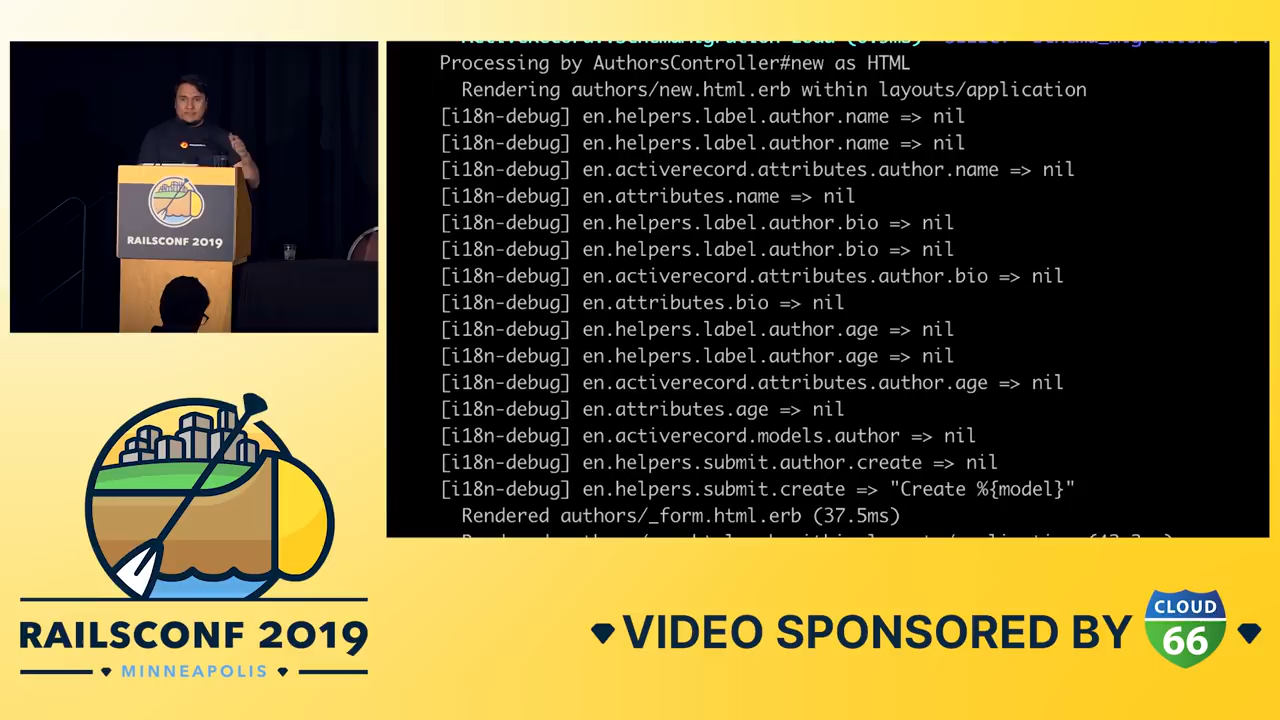 RAILSCONF 2019
Processing by AuthorsController#new as HTML
Rendering authors/new.html.erb within layouts/application
[i18n-debug] en.helpers.label.author.name => nil
[i18n-debug] en.helpers.label.author.name => nil
[i18n-debug] en.activerecord.attributes.author.name => nil
[i18n-debug] en.attributes.name => nil
[i18n-debug] en.helpers.label.author.bio => nil
[i18n-debug] en.helpers.label.author.bio => nil
[i18n-debug] en.activerecord.attributes.author.bio => nil
[i18n-debug] en.attributes.bio => nil
[i18n-debug] en.helpers.label.author.age => nil
[i18n-debug] en.helpers.label.author.age => nil
[i18n-debug] en.activerecord.attributes.author.age => nil
[i18n-debug] en.attributes.age => nil
[i18n-debug] en.activerecord.models.author => nil
[i18n-debug] en.helpers.submit.author.create => nil
[i18n-debug] en.helpers.submit.create => "Create %{model}"
Rendered authors/_form.html.erb (37.5ms)
RAILSCONF 2019
MINNEAPOLIS
VIDEO SPONSORED BY
CLOUD
66